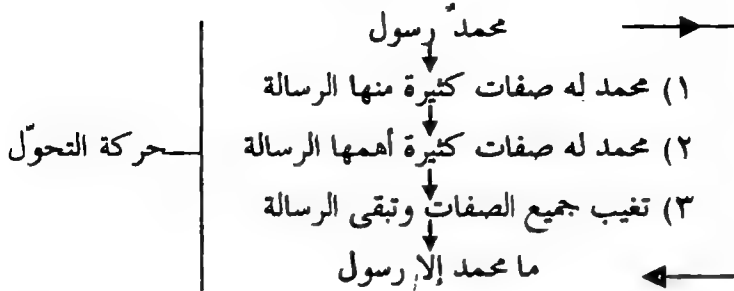 محمدٌ رسول
١) محمد له صفات كثيرة منها الرسالة
٢) محمد له صفات كثيرة أهمها الرسالة
حركة التحوّل
٣) تغيب جميع الصفات وتبقى الرسالة
ما محمد إلا رسول